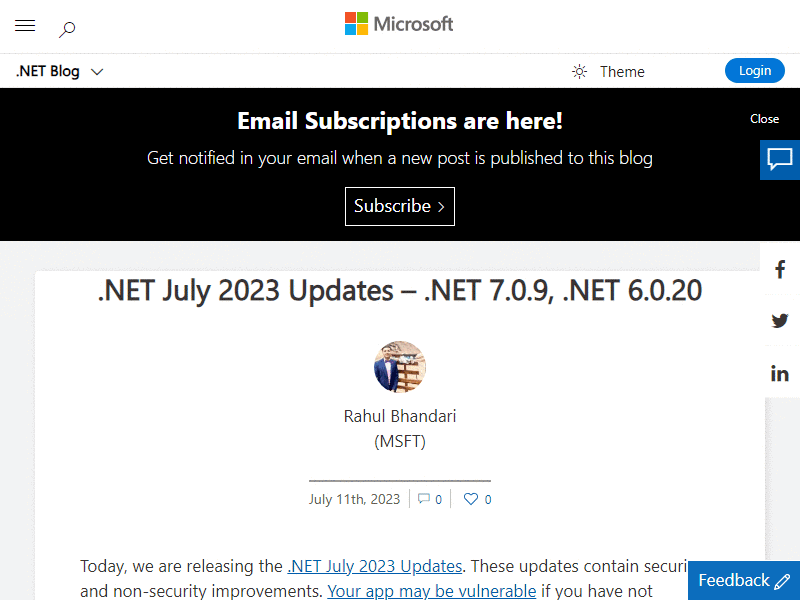 Microsoft
.NET Blog
Theme
Login
Email Subscriptions are here!
Close
Get notified in your email when a new post is published to this blog
Subscribe
.NET July 2023 Updates – .NET 7.0.9, .NET 6.0.20
Rahul Bhandari
(MSFT)
July 11th, 2023 0 0
Today, we are releasing the .NET July 2023 Updates. These updates contain
and non-security improvements. Your app may be vulnerable if you have not
Feedback